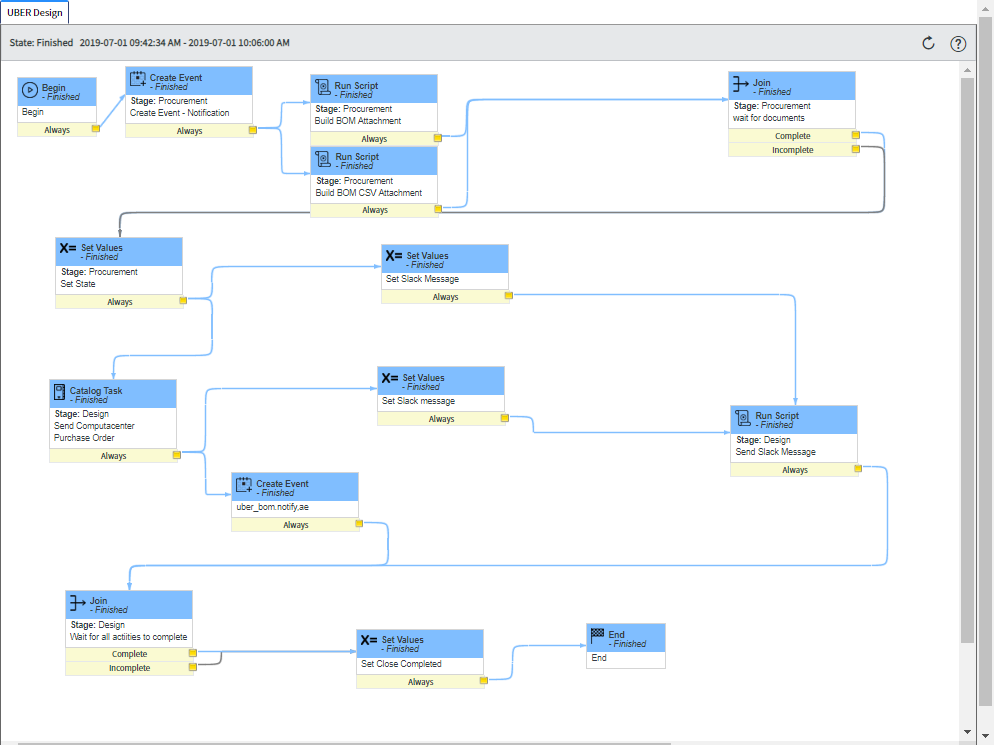 UBER Design
State: Finished 2019-07-01 09:42:34 AM - 2019-07-01 10:06:00 AM
Begin
- Finished
Begin
Always
Create Event
- Finished
Stage: Procurement
Create Event - Notification
Always
Run Script
- Finished
Stage: Procurement
Build BOM Attachment
Always
Run Script
- Finished
Stage: Procurement
Build BOM CSV Attachment
Always
Join
- Finished
Stage: Procurement
wait for documents
Complete
Incomplete
X= Set Values
- Finished
Stage: Procurement
Set State
Always
X= Set Values
- Finished
Set Slack Message
Always
Catalog Task
- Finished
Stage: Design
Send Computacenter
Purchase Order
Always
X= Set Values
- Finished
Set Slack message
Always
Run Script
- Finished
Stage: Design
Send Slack Message
Always
Create Event
- Finished
uber_bom.notify.ae
Always
Join
- Finished
Stage: Design
Wait for all actiities to complete
Complete
Incomplete
X= Set Values
- Finished
Set Close Completed
Always
End
- Finished
End